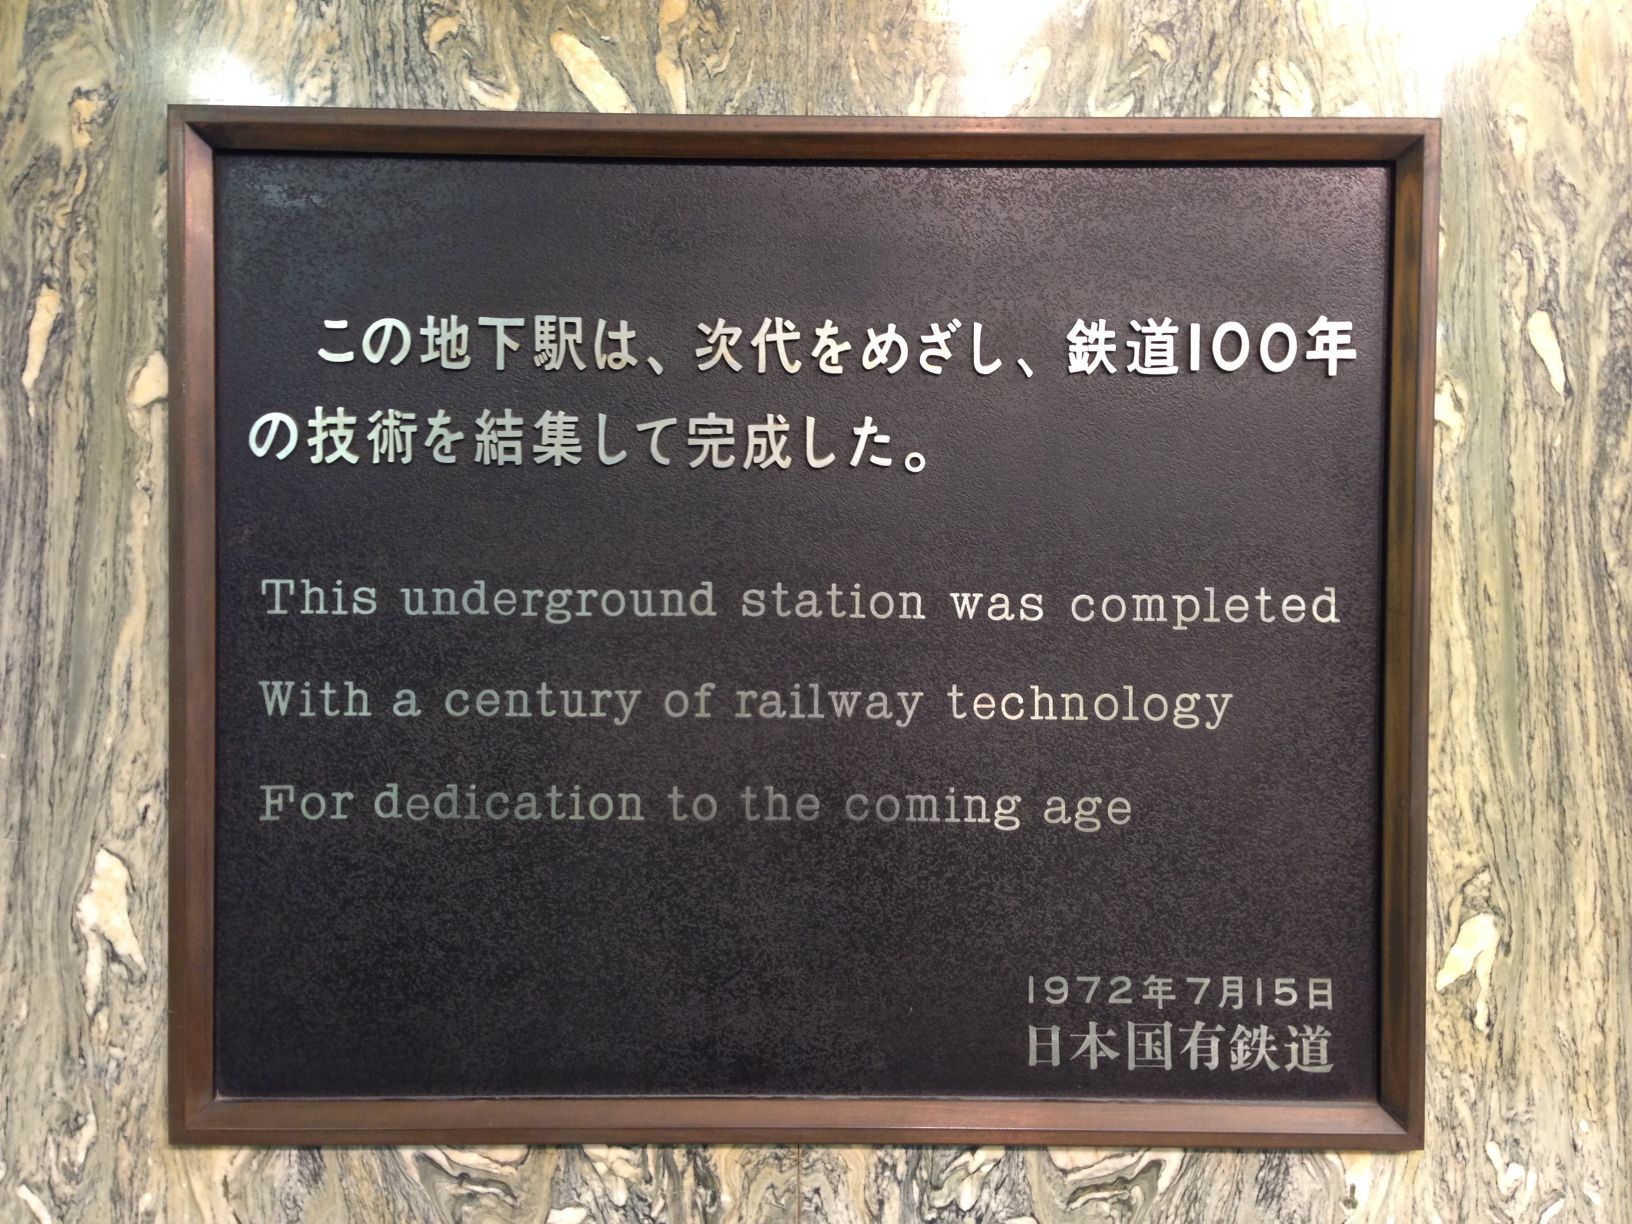 この地下駅は、次代をめざし、鉄道100年
の技術を結集して完成した。
This underground station was completed
With a century of railway technology
For dedication to the coming age
1972年7月15日
日本国有鉄道